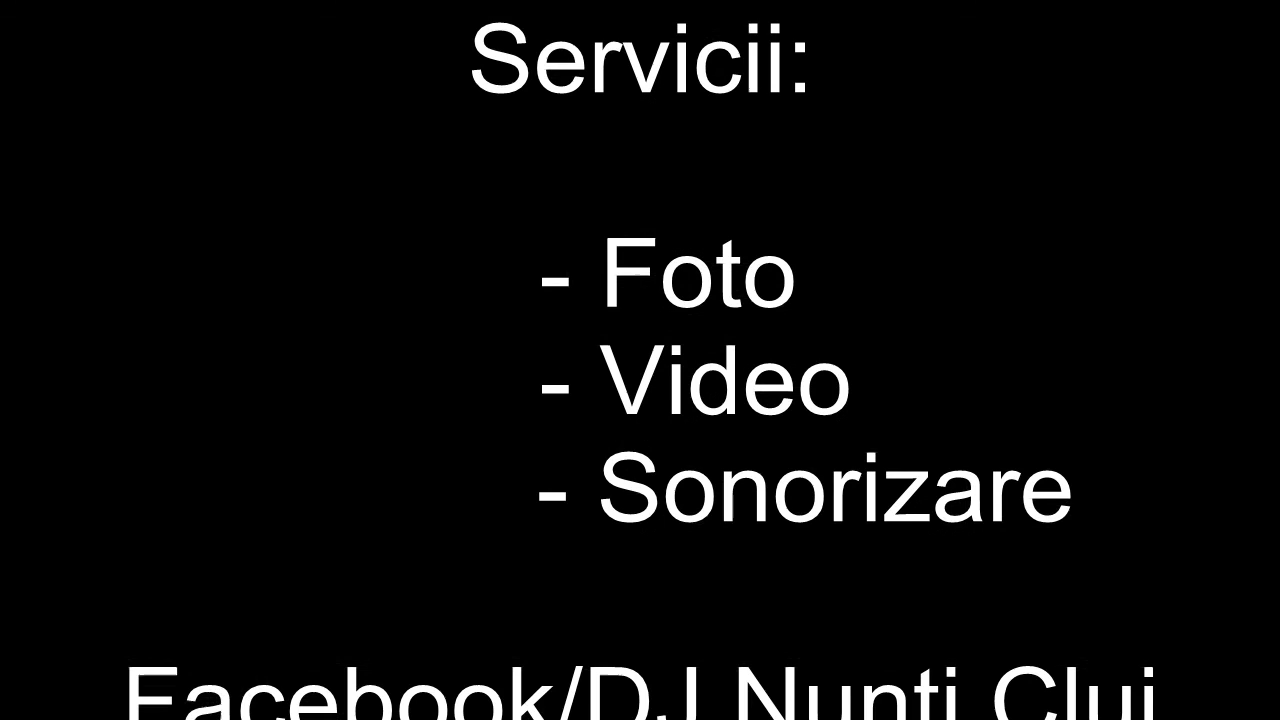 Servicii:
- Foto
- Video
- Sonorizare
Facebook/DJ Nunti Cluj